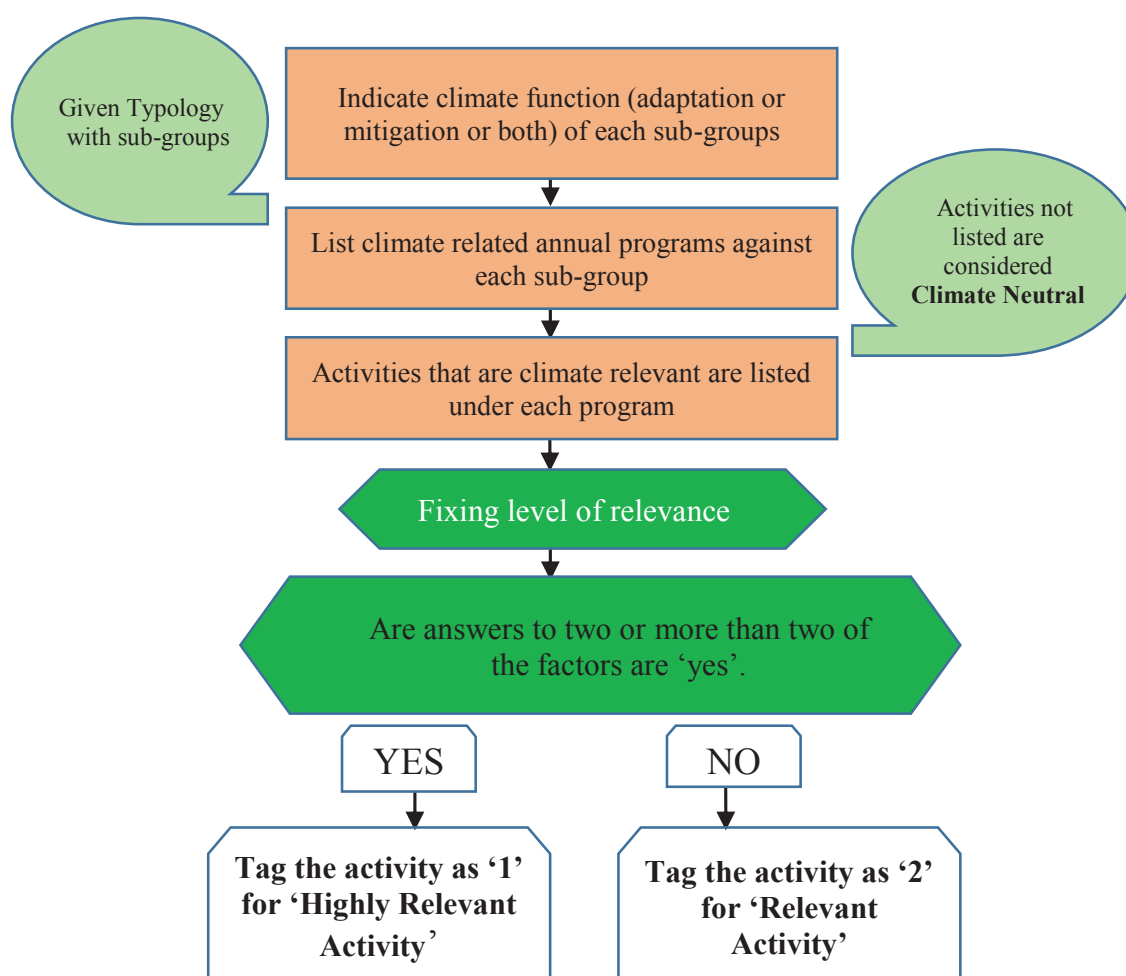 Given Typology
with sub-groups
Indicate climate function (adaptation or
mitigation or both) of each sub-groups
List climate related annual programs against
each sub-group
Activities not
listed are
considered
Climate Neutral
Activities that are climate relevant are listed
under each program
Fixing level of relevance
Are answers to two or more than two of
the factors are ‘yes’.
YES
NO
Tag the activity as ‘1’
for ‘Highly Relevant
Activity’
Tag the activity as ‘2’
for ‘Relevant
Activity’